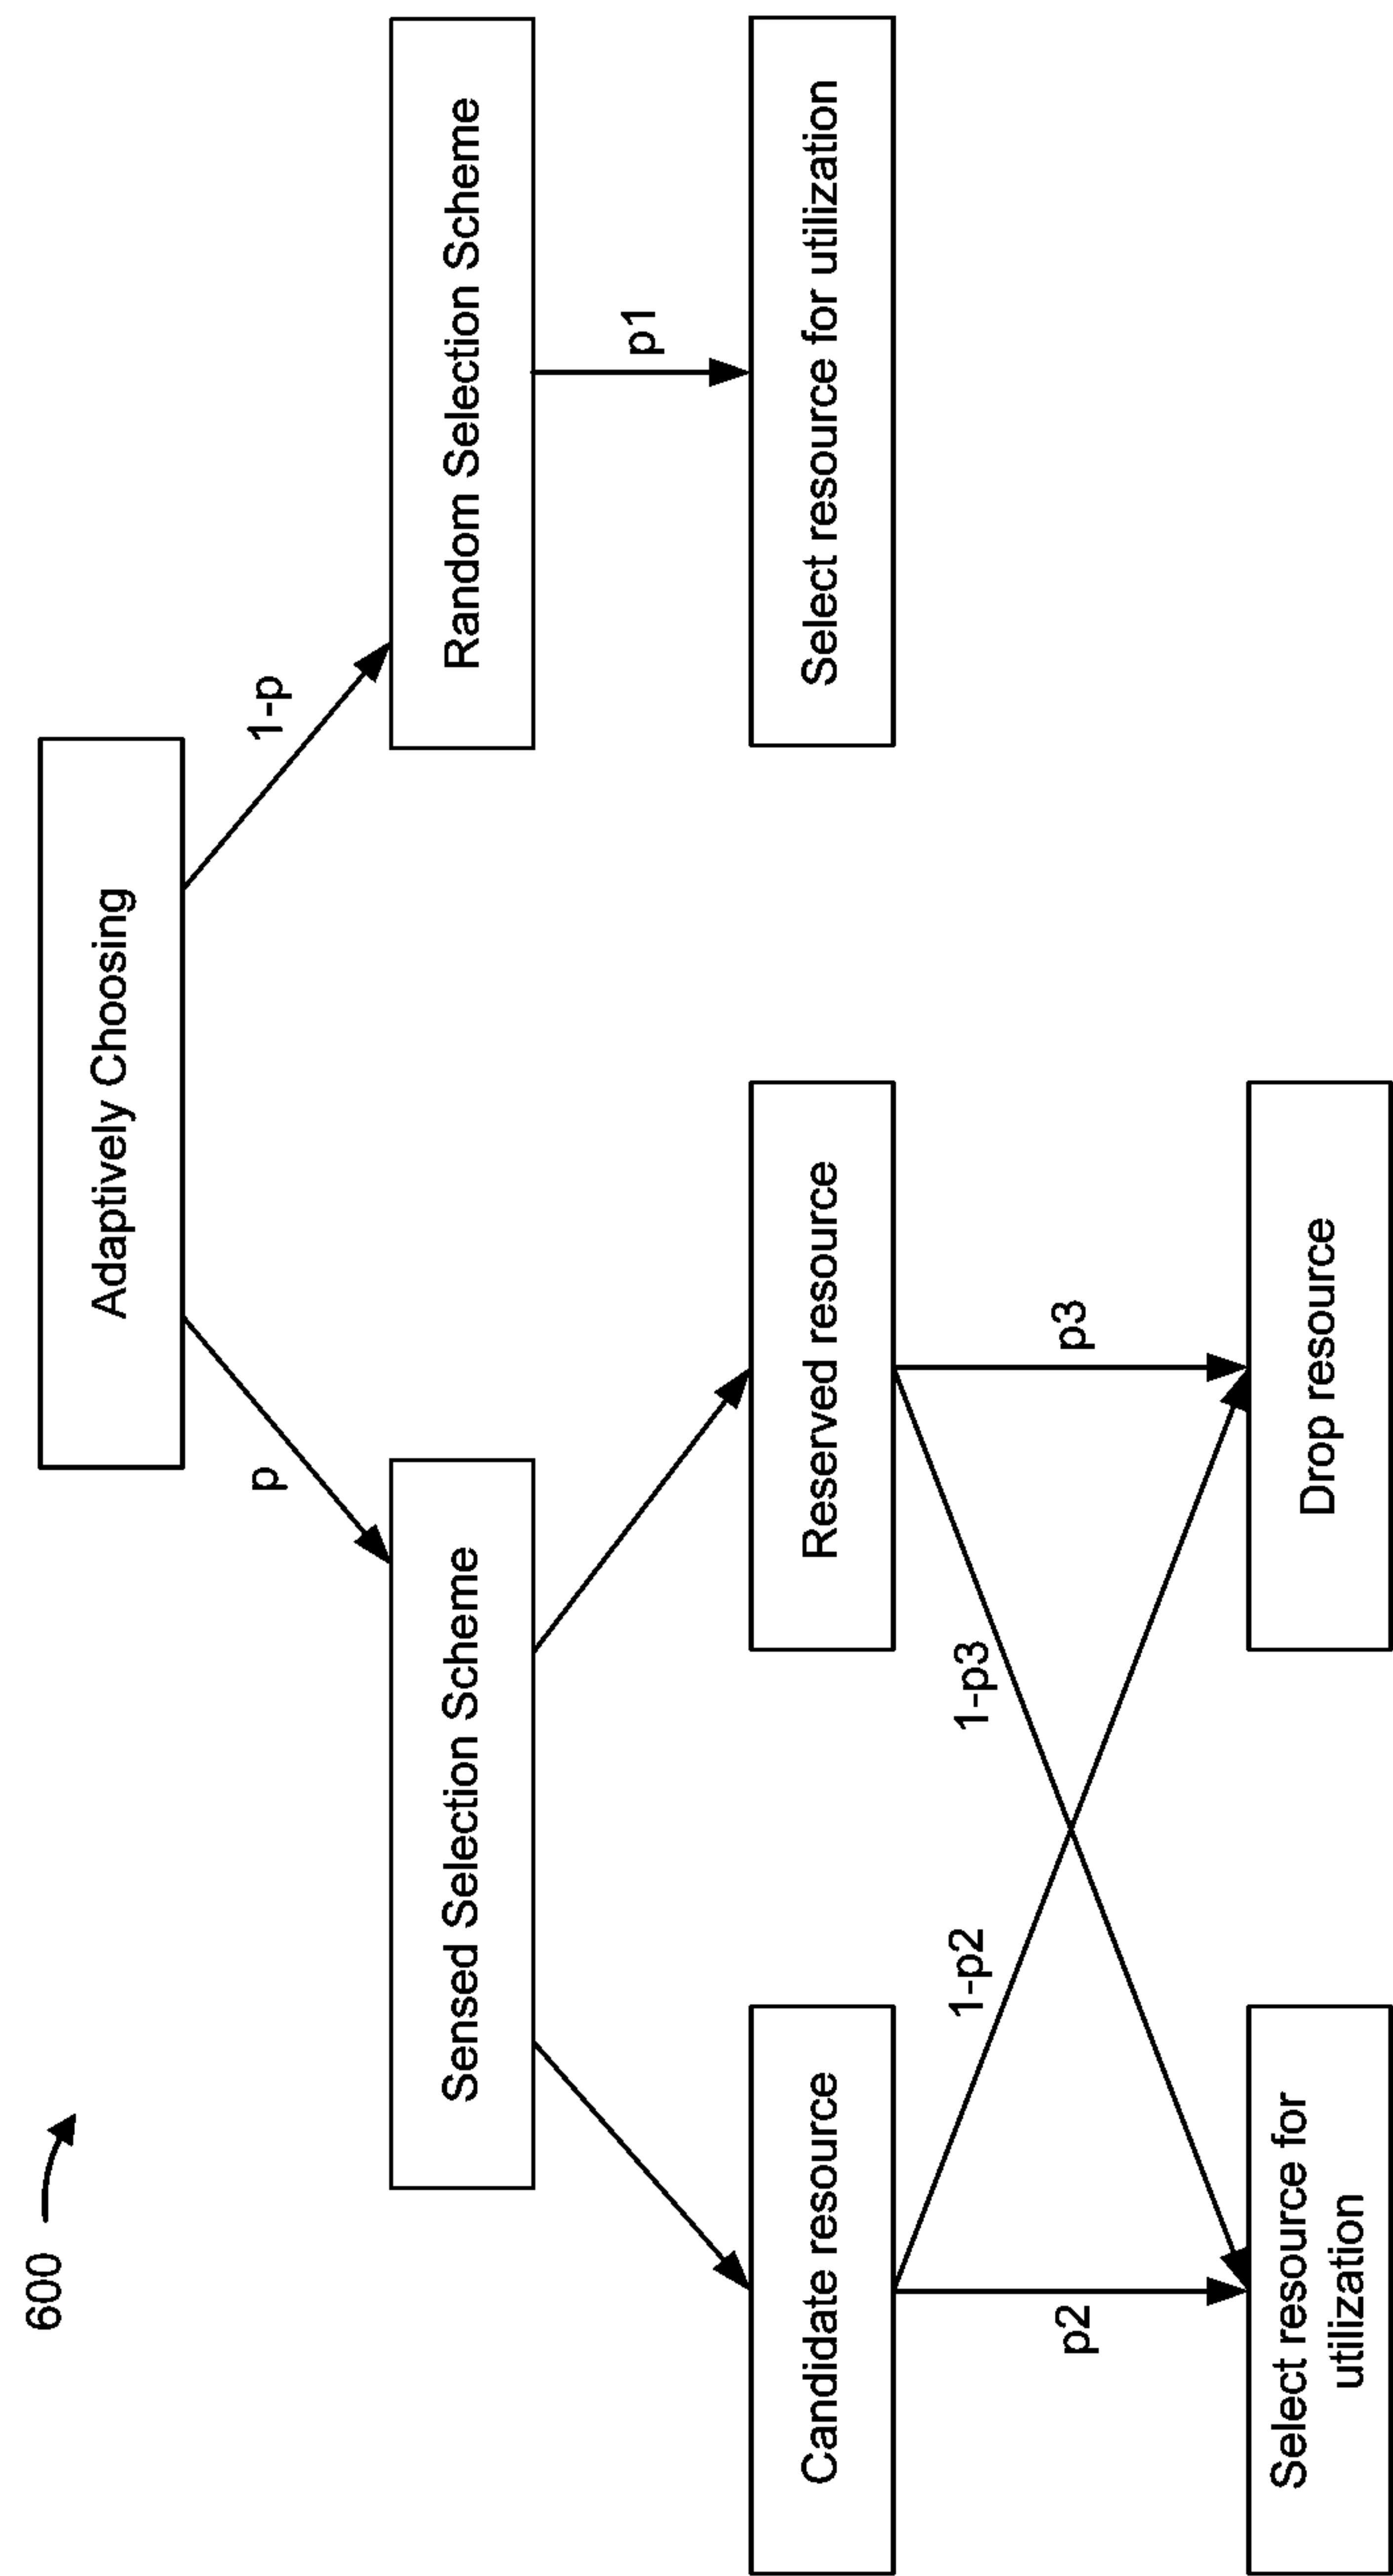 600
Adaptively Choosing
p
1-p
Sensed Selection Scheme
Random Selection Scheme
p1
Candidate resource
Reserved resource
Select resource for utilization
p2
1-p2
1-p3
p3
Select resource for
utilization
Drop resource